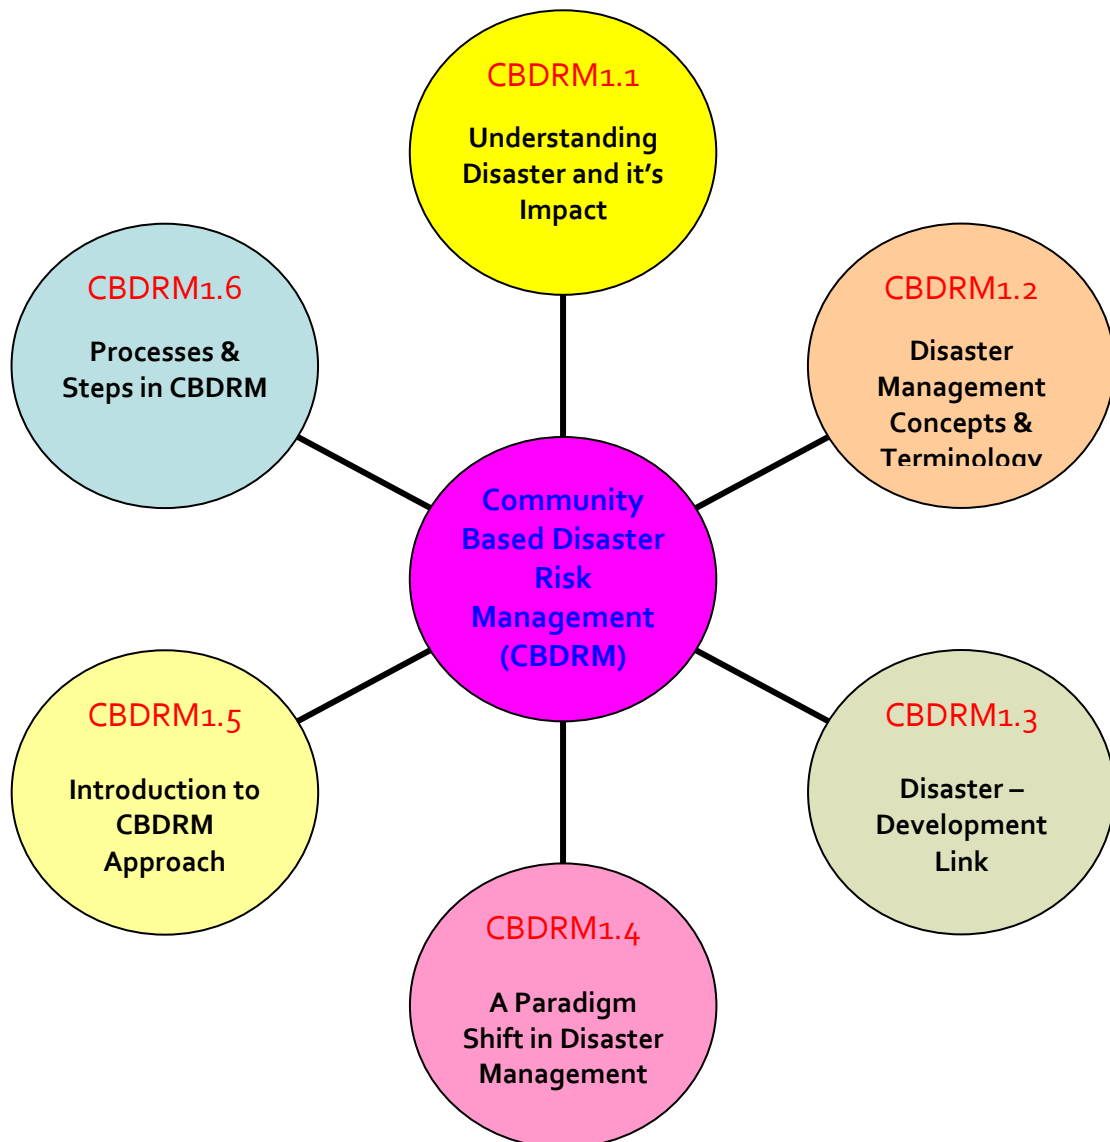 CBDRM1.1
Understanding
Disaster and it’s
Impact
CBDRM1.2
Disaster
Management
Concepts &
Terminology
CBDRM1.3
Disaster –
Development
Link
CBDRM1.4
A Paradigm
Shift in Disaster
Management
CBDRM1.5
Introduction to
CBDRM
Approach
CBDRM1.6
Processes &
Steps in CBDRM
Community
Based Disaster
Risk
Management
(CBDRM)